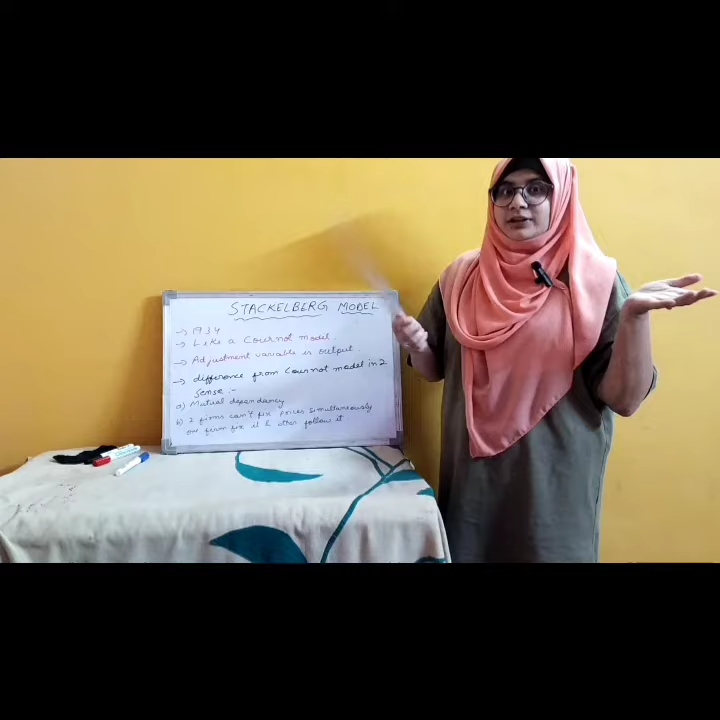 STACKELBERG MODEL
→ 1934
→ Like a Cournot model.
→ Adjustment variable is output.
→ difference from Cournot model in 2
sense -
a) Mutual dependancy
b) 2 firms can't fix prices simultaneously
one firm fix it & other follow it